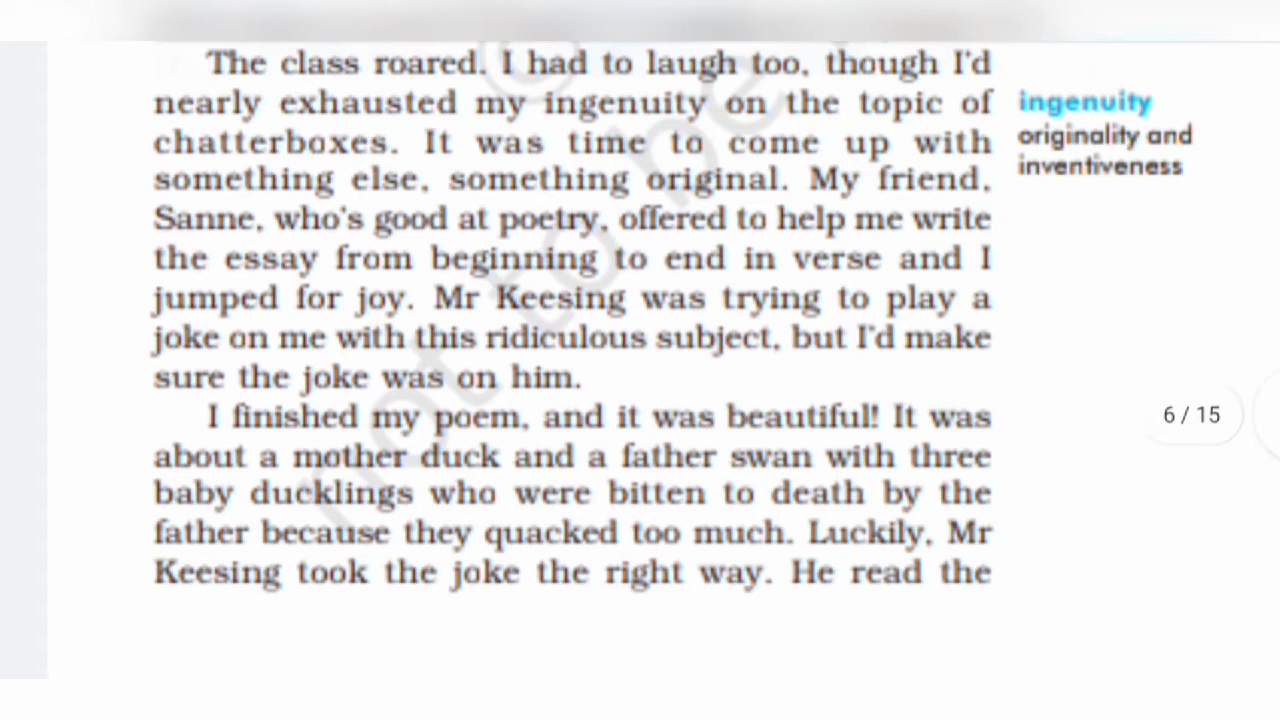 The class roared. I had to laugh too, though I'd
nearly exhausted my ingenuity on the topic of
chatterboxes. It was time to come up with
something else, something original. My friend,
Sanne, who's good at poetry, offered to help me write
the essay from beginning to end in verse and I
jumped for joy. Mr Keesing was trying to play a
joke on me with this ridiculous subject, but I'd make
sure the joke was on him.
I finished my poem, and it was beautiful! It was
about a mother duck and a father swan with three
baby ducklings who were bitten to death by the
father because they quacked too much. Luckily, Mr
Keesing took the joke the right way. He read the
ingenuity
originality and
inventiveness
6 / 15
©
not to be